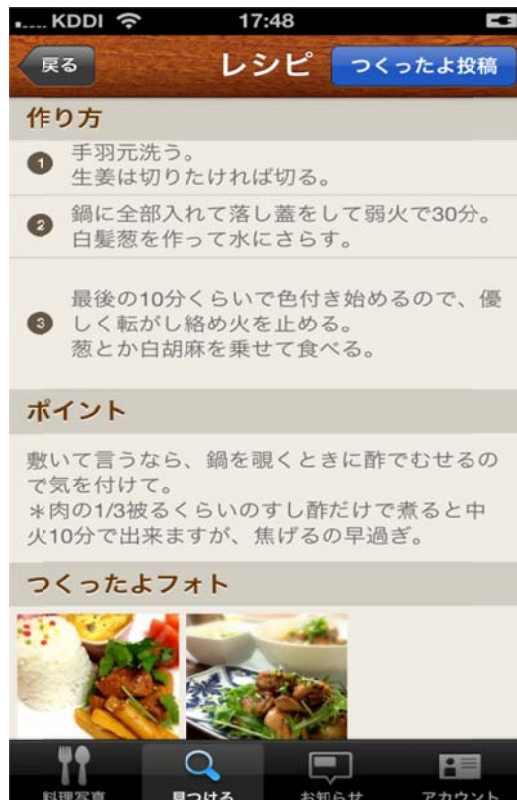 KDDI 17:48
戻る レシピ つくったよ投稿
作り方
1 手羽元洗う。
生姜は切りたければ切る。
2 鍋に全部入れて落し蓋をして弱火で30分。
白髪葱を作って水にさらす。
3 最後の10分くらいで色付き始めるので、優
しく転がし絡め火を止める。
葱とか白胡麻を乗せて食べる。
ポイント
敷いて言うなら、鍋を覗くときに酢でむせるの
で気を付けて。
*肉の1/3被るくらいのすし酢だけで煮ると中
火10分で出来ますが、焦げるの早過ぎ。
つくったよフォト
料理写真 見つける お知らせ アカウント